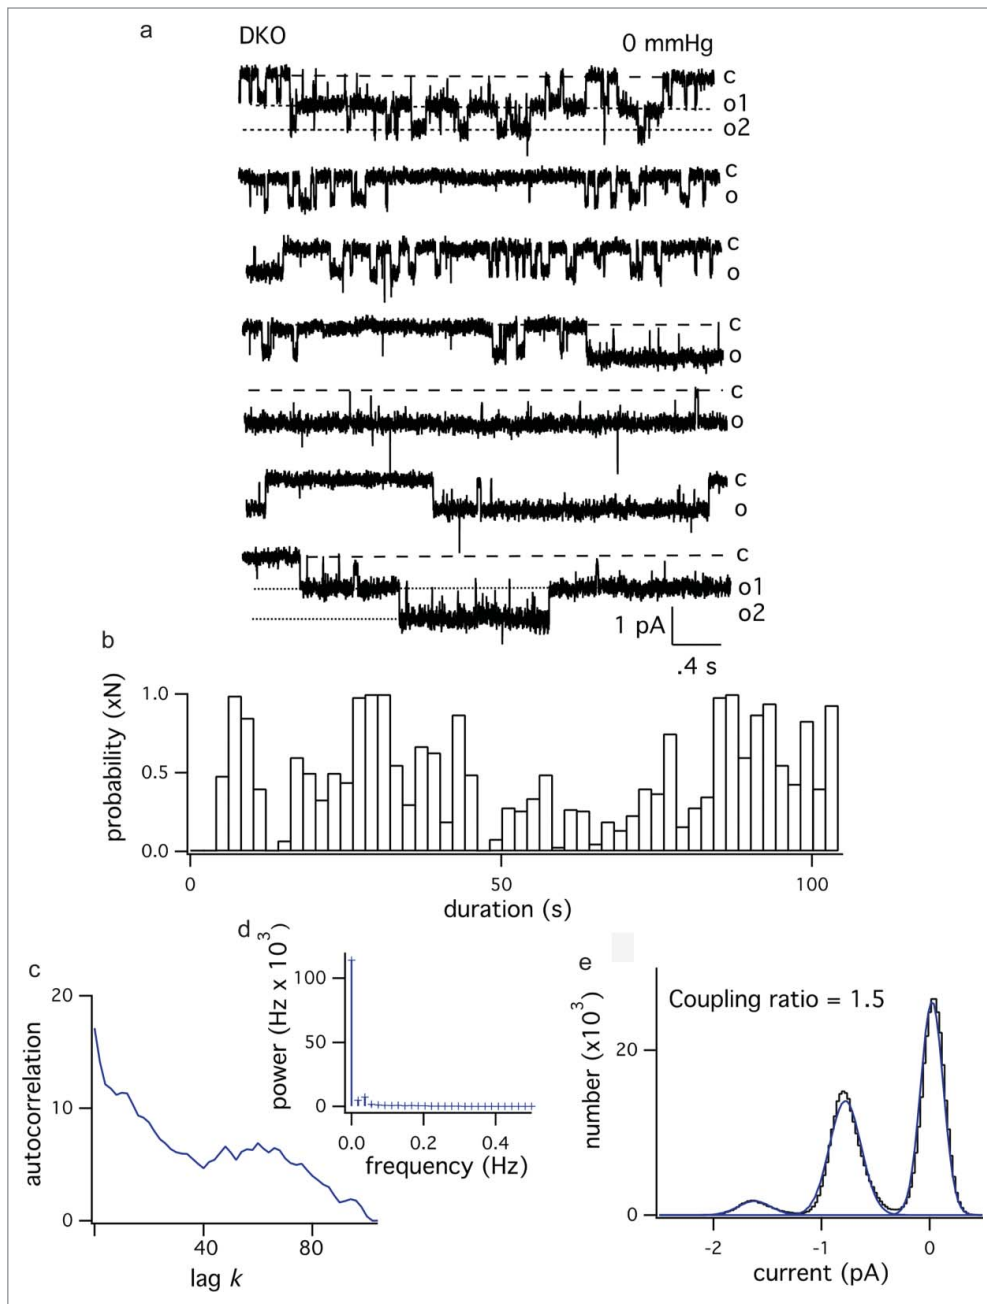 a
DKO
0 mmHg
c
o1
o2
c
o
c
o
c
o
c
o
c
o
c
o1
o2
1 pA
.4 s
b
probability (xN)
1.0
0.5
0.0
0
50
100
duration (s)
c
autocorrelation
20
10
0
40
80
lag k
d
power (Hz x 10³)
100
50
0
0.0
0.2
0.4
frequency (Hz)
e
Coupling ratio = 1.5
number (x10³)
20
0
-2
-1
0
current (pA)